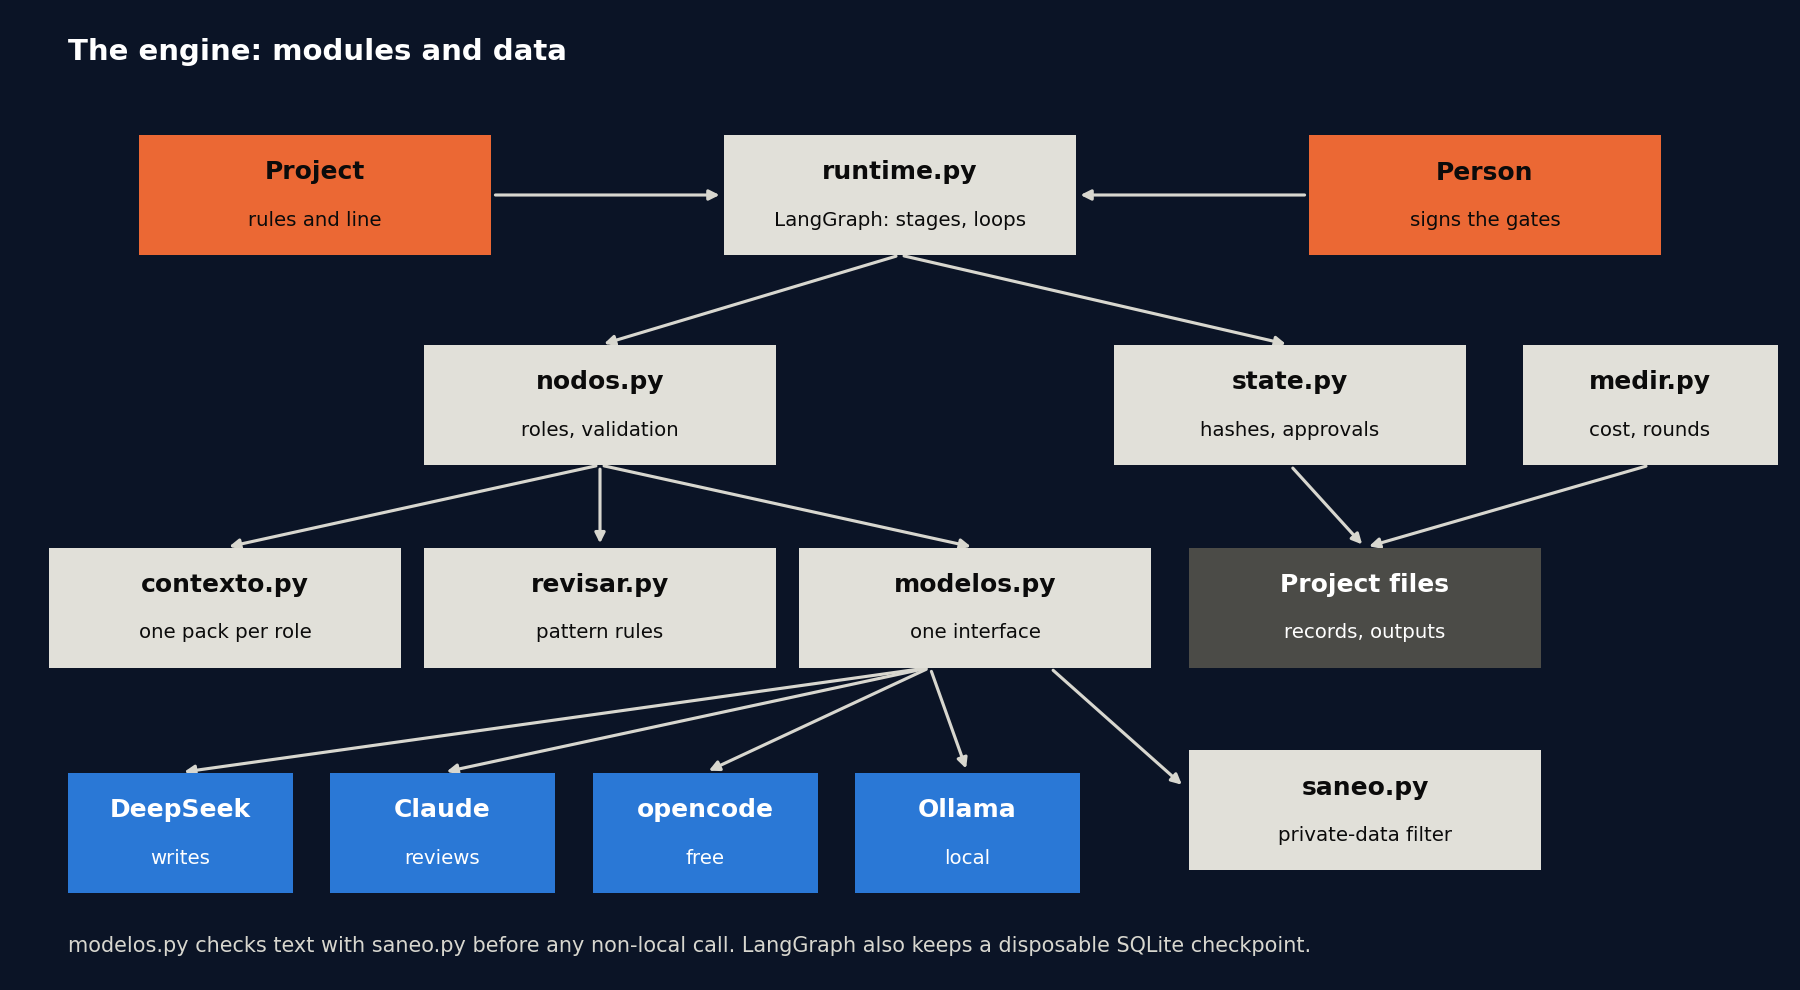 The engine: modules and data
Project
rules and line
runtime.py
LangGraph: stages, loops
Person
signs the gates
nodos.py
roles, validation
state.py
hashes, approvals
medir.py
cost, rounds
contexto.py
one pack per role
revisar.py
pattern rules
modelos.py
one interface
Project files
records, outputs
DeepSeek
writes
Claude
reviews
opencode
free
Ollama
local
saneo.py
private-data filter
modelos.py checks text with saneo.py before any non-local call. LangGraph also keeps a disposable SQLite checkpoint.